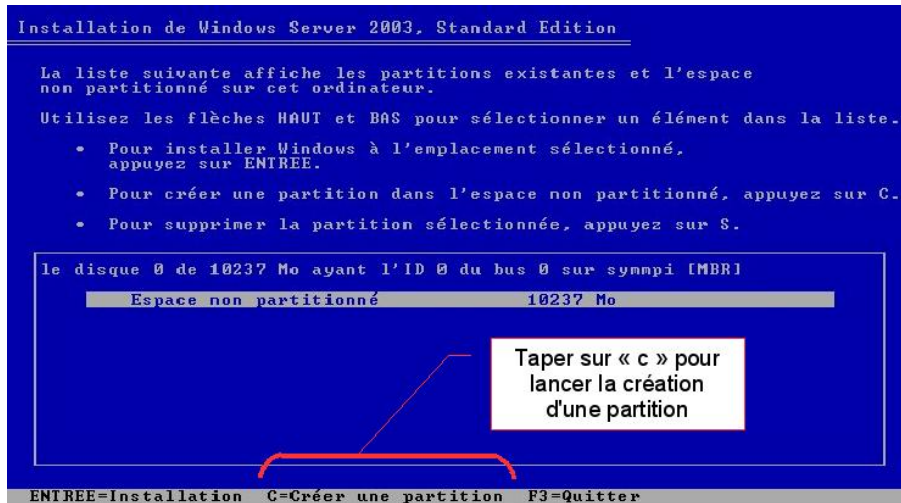 Installation de Windows Server 2003, Standard Edition
La liste suivante affiche les partitions existantes et l'espace
non partitionné sur cet ordinateur.
Utilisez les flèches HAUT et BAS pour sélectionner un élément dans la liste.
• Pour installer Windows à l'emplacement sélectionné,
appuyez sur ENTREE.
• Pour créer une partition dans l'espace non partitionné, appuyez sur C.
• Pour supprimer la partition sélectionnée, appuyez sur S.
le disque 0 de 10237 Mo ayant l'ID 0 du bus 0 sur symmpi [MBR]
Espace non partitionné 10237 Mo
Taper sur « c » pour
lancer la création
d'une partition
ENTREE=Installation C=Créer une partition F3=Quitter